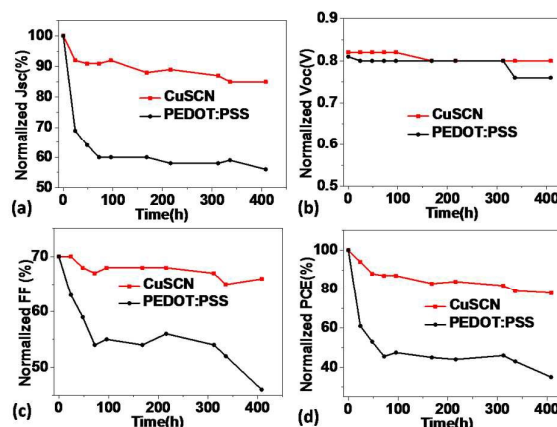 100
90
80
70
60
50
Normalized Jsc(%)
CuSCN
PEDOT:PSS
0 100 200 300 400
(a) Time(h)
0.9
0.8
0.7
0.6
0.5
Normalized Voc(V)
CuSCN
PEDOT:PSS
0 100 200 300 400
(b) Time(h)
70
60
50
Normalized FF (%)
CuSCN
PEDOT:PSS
0 100 200 300 400
(c) Time(h)
100
80
60
40
Normalized PCE(%)
CuSCN
PEDOT:PSS
0 100 200 300 400
(d) Time(h)